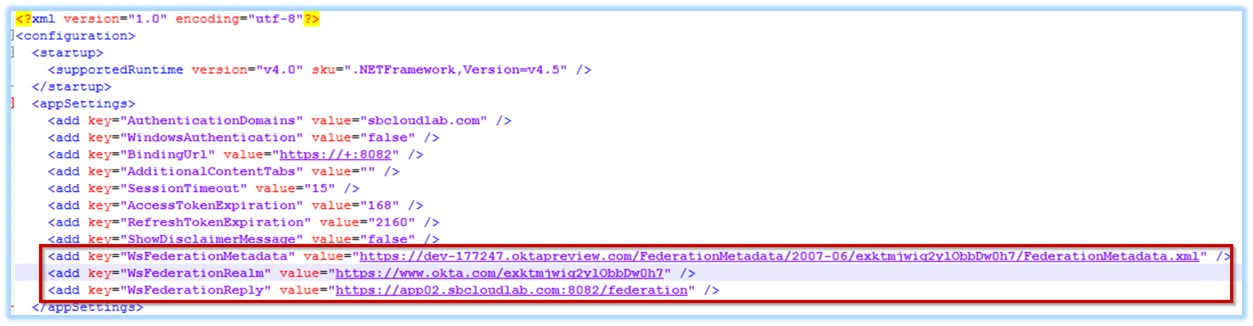 <?xml version="1.0" encoding="utf-8"?>
<configuration>
<startup>
<supportedRuntime version="v4.0" sku=".NETFramework,Version=v4.5" />
</startup>
<appSettings>
<add key="AuthenticationDomains" value="sbcloudlab.com" />
<add key="WindowsAuthentication" value="false" />
<add key="BindingUrl" value="https://+:8082" />
<add key="AdditionalContentTabs" value="" />
<add key="SessionTimeout" value="15" />
<add key="AccessTokenExpiration" value="168" />
<add key="RefreshTokenExpiration" value="2160" />
<add key="ShowDisclaimerMessage" value="false" />
<add key="WsFederationMetadata" value="https://dev-177247.oktapreview.com/FederationMetadata/2007-06/exktmjwiq2ylObbDw0h7/FederationMetadata.xml" />
<add key="WsFederationRealm" value="https://www.okta.com/exktmjwiq2ylObbDw0h7" />
<add key="WsFederationReply" value="https://app02.sbcloudlab.com:8082/federation" />
</appSettings>